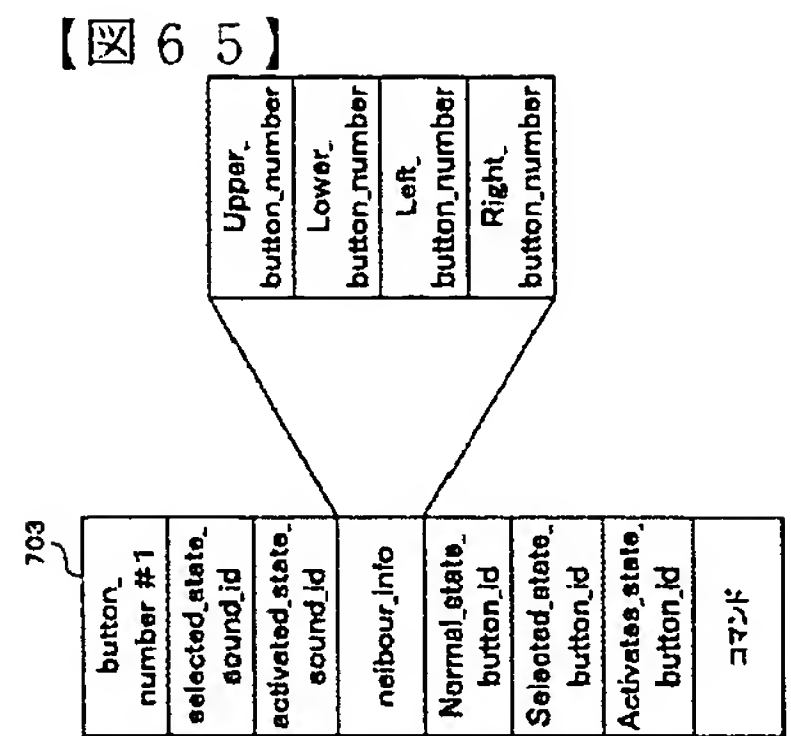 【図65】
Upper_
button_number
Lower_
button_number
Left_
button_number
Right_
button_number
703
button_
number #1
selected_state_
sound_id
activated_state_
sound_id
neibour_info
Normal_state_
button_id
Selected_state_
button_id
Activates_state_
button_id
コマンド